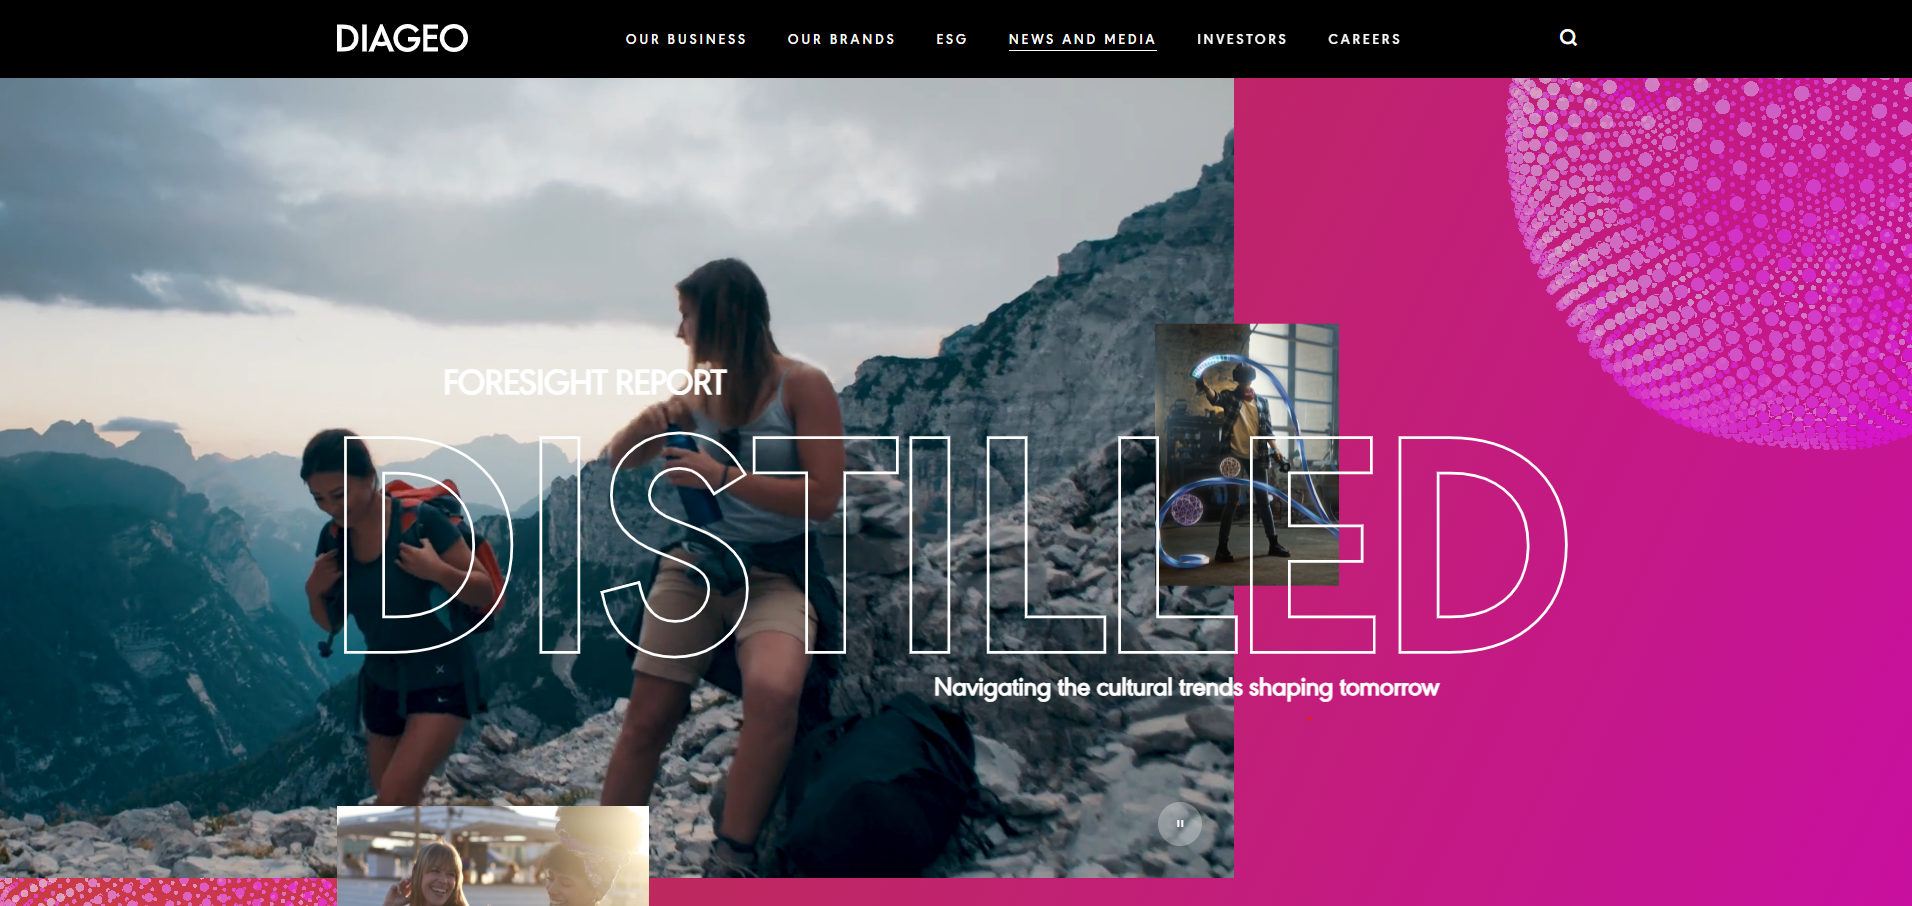 DIAGEO
OUR BUSINESS
OUR BRANDS
ESG
NEWS AND MEDIA
INVESTORS
CAREERS
FORESIGHT REPORT
DISTILLED
Navigating the cultural trends shaping tomorrow